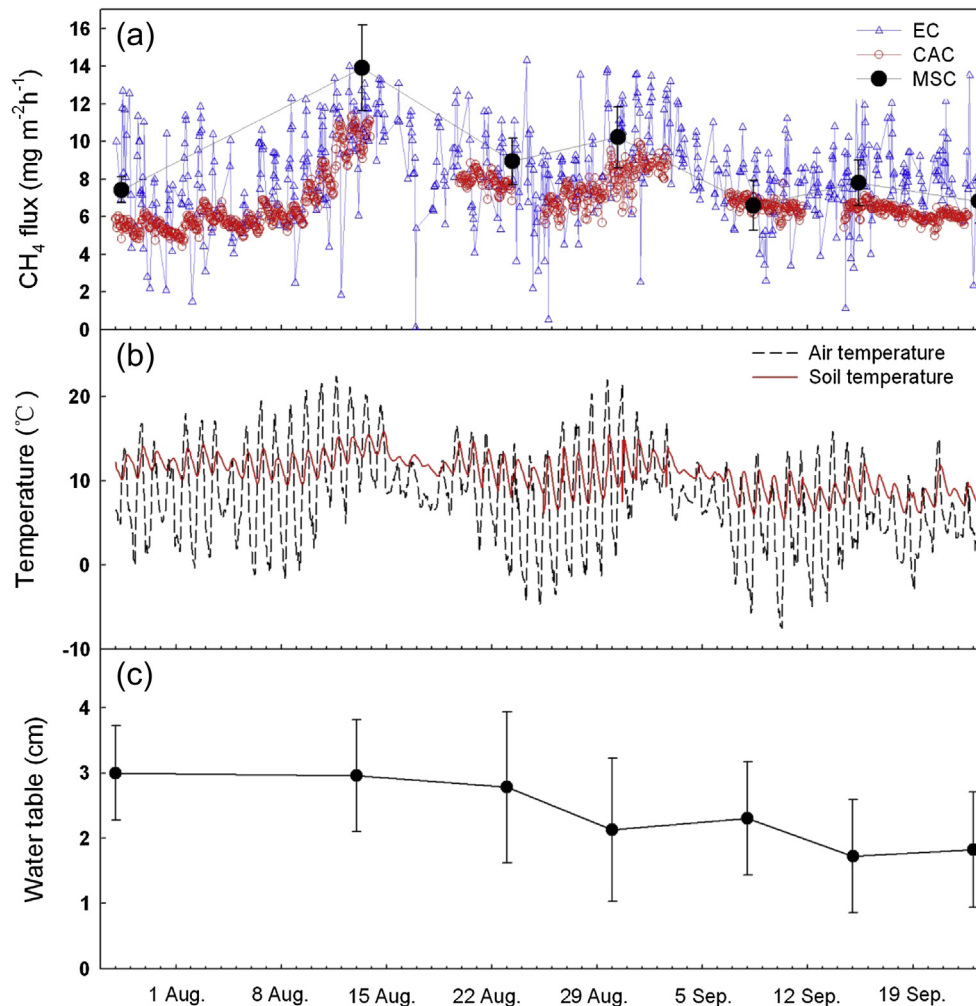 (a)
EC
CAC
MSC
CH₄ flux (mg m⁻²h⁻¹)
16
14
12
10
8
6
4
2
0
(b)
Air temperature
Soil temperature
Temperature (℃)
20
10
0
-10
(c)
Water table (cm)
4
3
2
1
0
1 Aug. 8 Aug. 15 Aug. 22 Aug. 29 Aug. 5 Sep. 12 Sep. 19 Sep.